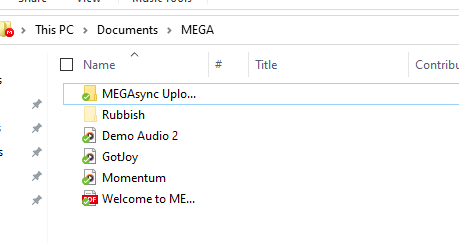 Share View Music Tools
This PC > Documents > MEGA
Name # Title Contribu
MEGAsync Uplo...
Rubbish
Demo Audio 2
GotJoy
Momentum
Welcome to ME...